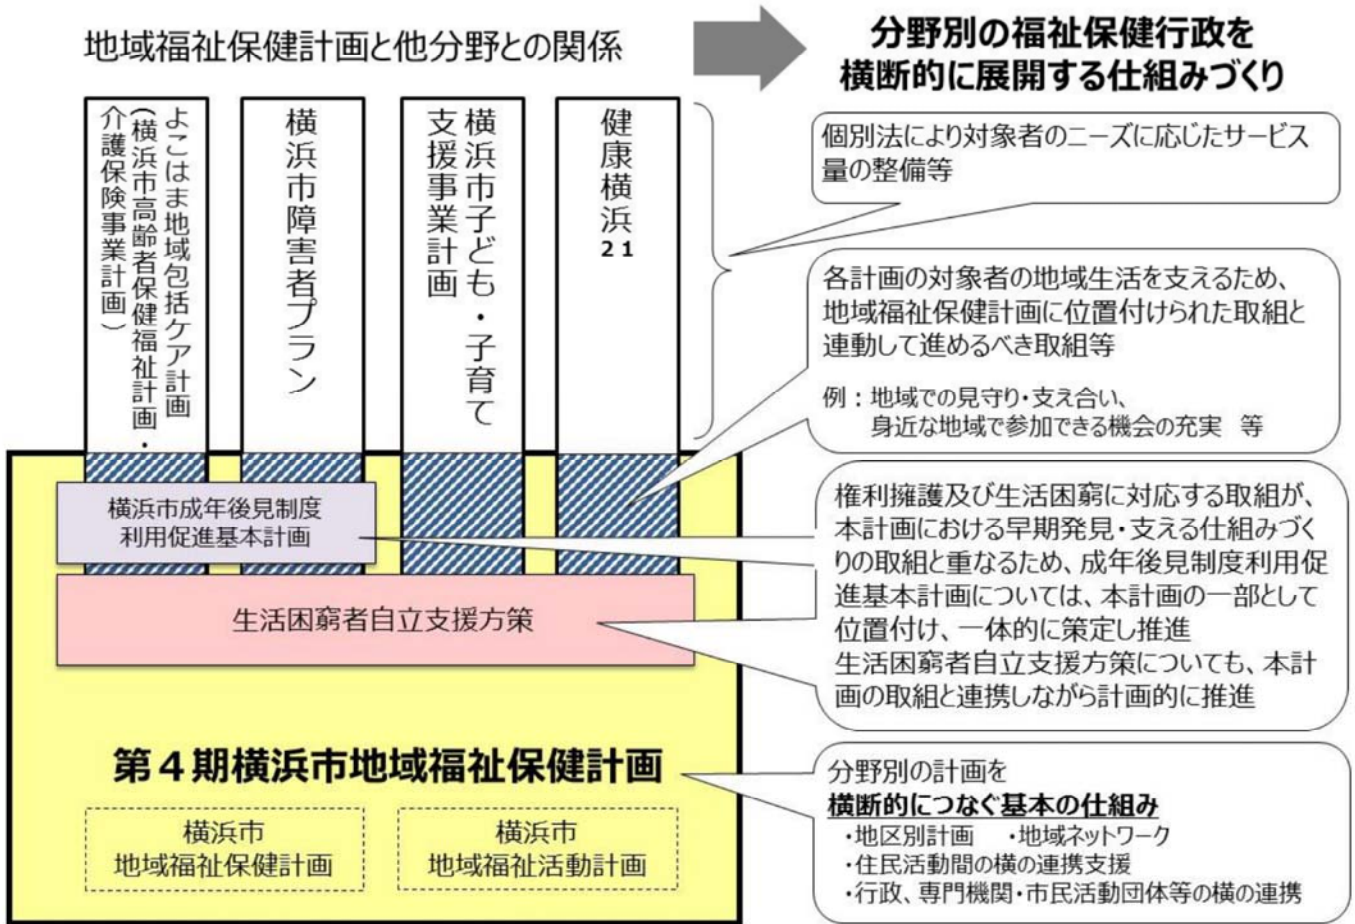 地域福祉保健計画と他分野との関係
分野別の福祉保健行政を
横断的に展開する仕組みづくり
よこはま地域包括ケア計画
(横浜市高齢者保健福祉計画・
介護保険事業計画)
横浜市障害者プラン
横浜市子ども・子育て
支援事業計画
健康横浜21
個別法により対象者のニーズに応じたサービス
量の整備等
各計画の対象者の地域生活を支えるため、
地域福祉保健計画に位置付けられた取組と
連動して進めるべき取組等
例：地域での見守り・支え合い、
身近な地域で参加できる機会の充実　等
横浜市成年後見制度
利用促進基本計画
生活困窮者自立支援方策
権利擁護及び生活困窮に対応する取組が、
本計画における早期発見・支える仕組みづく
りの取組と重なるため、成年後見制度利用促
進基本計画については、本計画の一部として
位置付け、一体的に策定し推進
生活困窮者自立支援方策についても、本計
画の取組と連携しながら計画的に推進
第４期横浜市地域福祉保健計画
横浜市
地域福祉保健計画
横浜市
地域福祉活動計画
分野別の計画を
横断的につなぐ基本の仕組み
・地区別計画　・地域ネットワーク
・住民活動間の横の連携支援
・行政、専門機関・市民活動団体等の横の連携